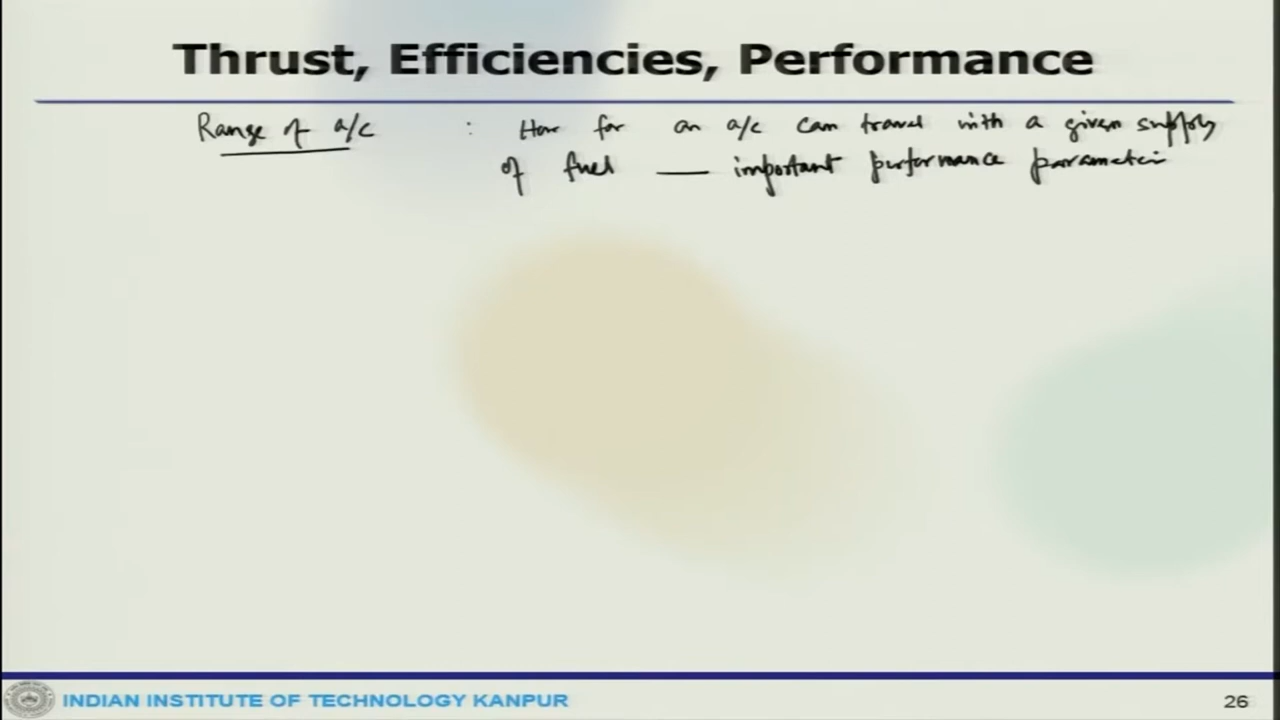 Thrust, Efficiencies, Performance
Range of a/c : How far an a/c can travel with a given supply
of fuel — important performance parameter
INDIAN INSTITUTE OF TECHNOLOGY KANPUR
26